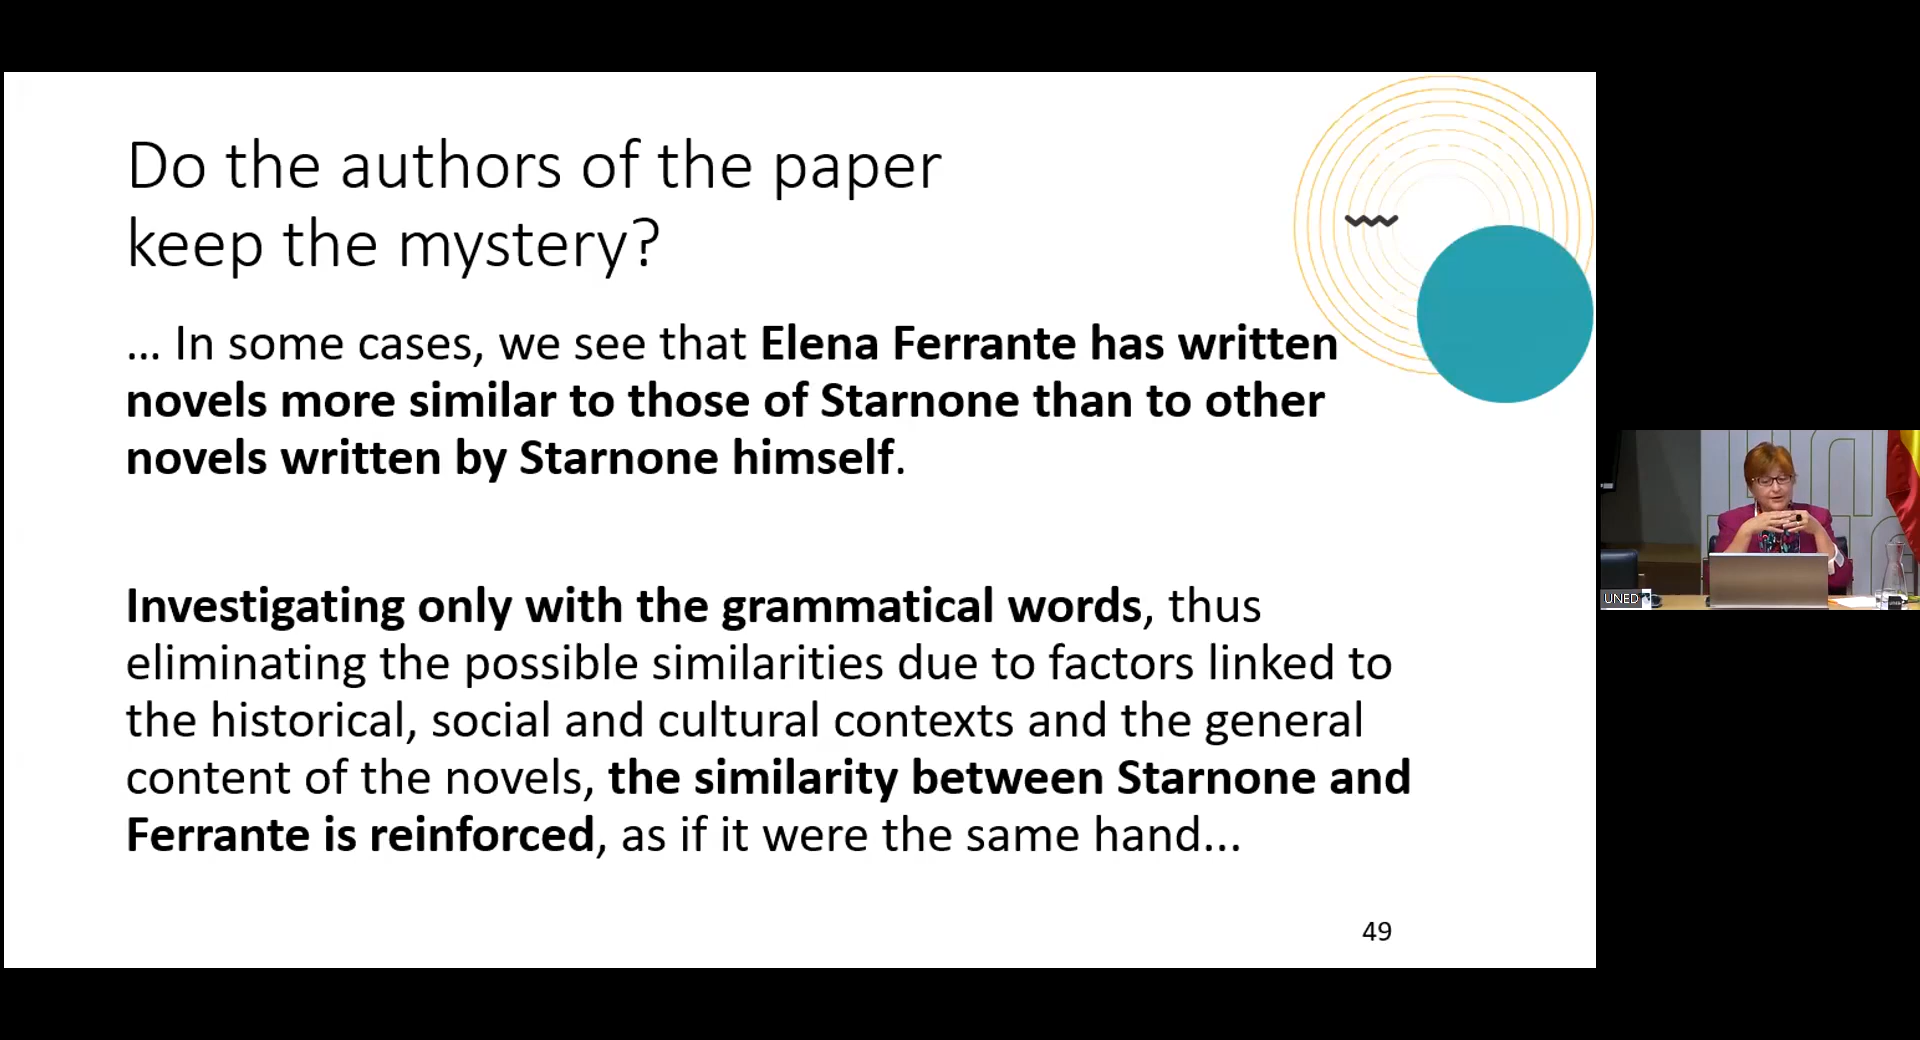 Do the authors of the paper
keep the mystery?
... In some cases, we see that Elena Ferrante has written
novels more similar to those of Starnone than to other
novels written by Starnone himself.
Investigating only with the grammatical words, thus
eliminating the possible similarities due to factors linked to
the historical, social and cultural contexts and the general
content of the novels, the similarity between Starnone and
Ferrante is reinforced, as if it were the same hand...
49
UNED